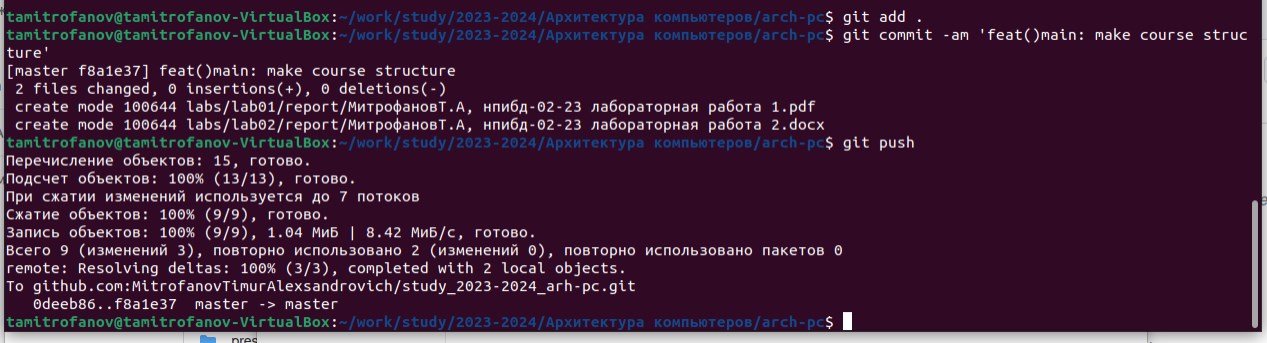 tamitrofanov@tamitrofanov-VirtualBox:~/work/study/2023-2024/Архитектура компьютеров/arch-pc$ git add .
tamitrofanov@tamitrofanov-VirtualBox:~/work/study/2023-2024/Архитектура компьютеров/arch-pc$ git commit -am 'feat()main: make course struc
ture'
[master f8a1e37] feat()main: make course structure
 2 files changed, 0 insertions(+), 0 deletions(-)
 create mode 100644 labs/lab01/report/МитрофановТ.А, нпибд-02-23 лабораторная работа 1.pdf
 create mode 100644 labs/lab02/report/МитрофановТ.А, нпибд-02-23 лабораторная работа 2.docx
tamitrofanov@tamitrofanov-VirtualBox:~/work/study/2023-2024/Архитектура компьютеров/arch-pc$ git push
Перечисление объектов: 15, готово.
Подсчет объектов: 100% (13/13), готово.
При сжатии изменений используется до 7 потоков
Сжатие объектов: 100% (9/9), готово.
Запись объектов: 100% (9/9), 1.04 МиБ | 8.42 МиБ/с, готово.
Всего 9 (изменений 3), повторно использовано 2 (изменений 0), повторно использовано пакетов 0
remote: Resolving deltas: 100% (3/3), completed with 2 local objects.
To github.com:MitrofanovTimurAlexsandrovich/study_2023-2024_arh-pc.git
   0deeb86..f8a1e37  master -> master
tamitrofanov@tamitrofanov-VirtualBox:~/work/study/2023-2024/Архитектура компьютеров/arch-pc$